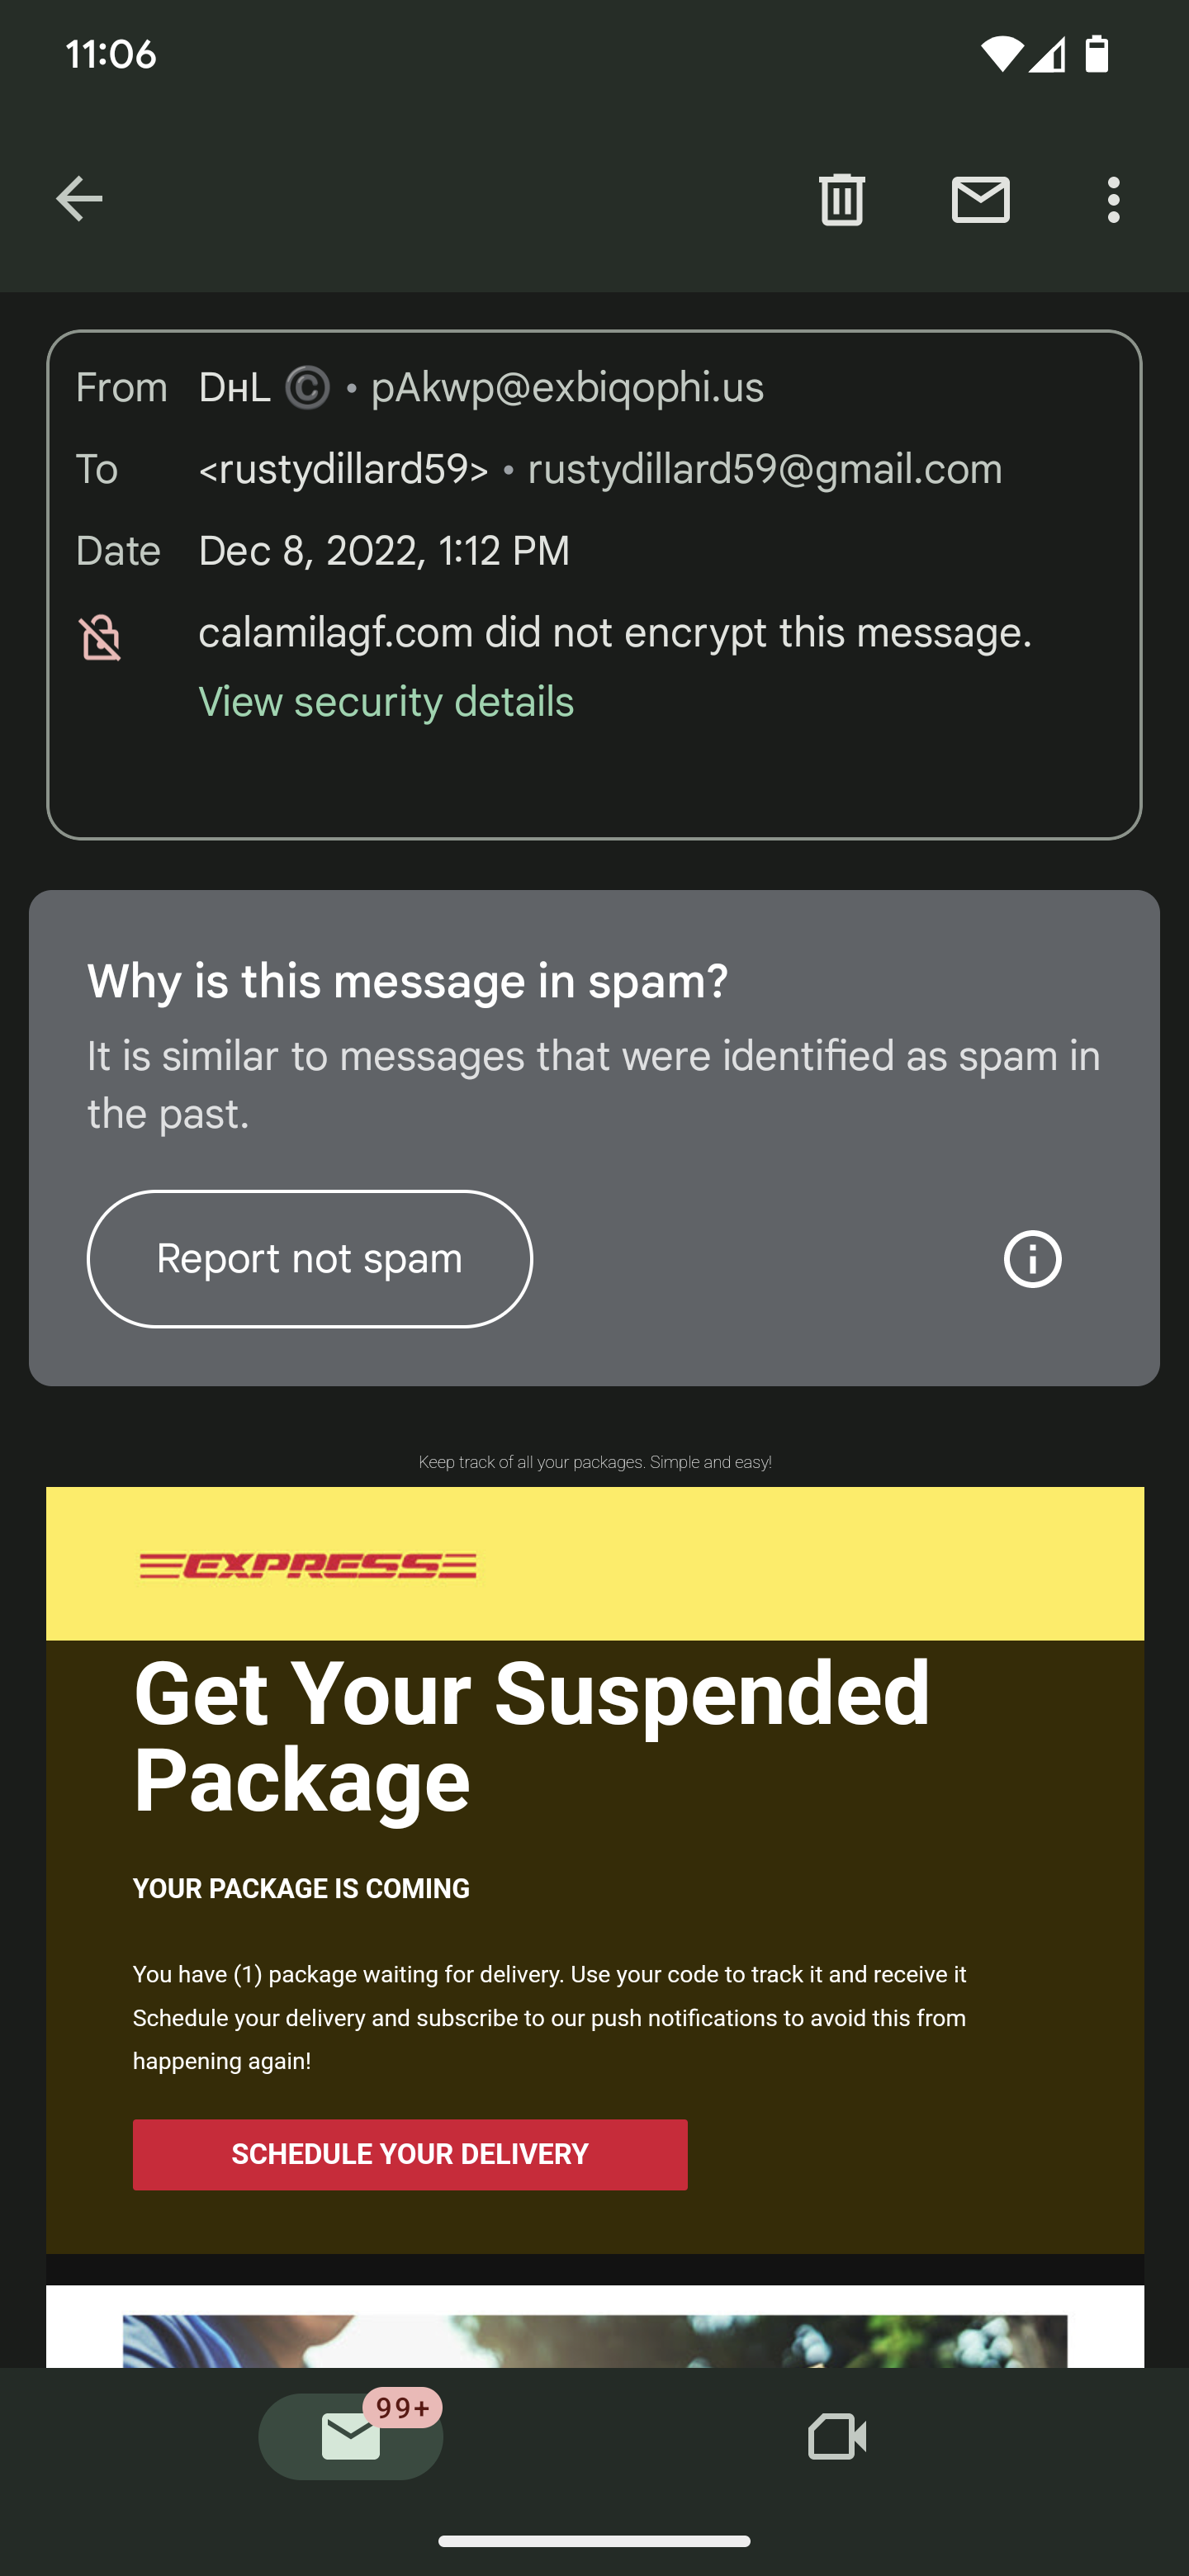 11:06
From DʜL © • pAkwp@exbiqophi.us
To <rustydillard59> • rustydillard59@gmail.com
Date Dec 8, 2022, 1:12 PM
calamilagf.com did not encrypt this message.
View security details
Why is this message in spam?
It is similar to messages that were identified as spam in
the past.
Report not spam
Keep track of all your packages. Simple and easy!
EXPRESS
Get Your Suspended
Package
YOUR PACKAGE IS COMING
You have (1) package waiting for delivery. Use your code to track it and receive it
Schedule your delivery and subscribe to our push notifications to avoid this from
happening again!
SCHEDULE YOUR DELIVERY
99+